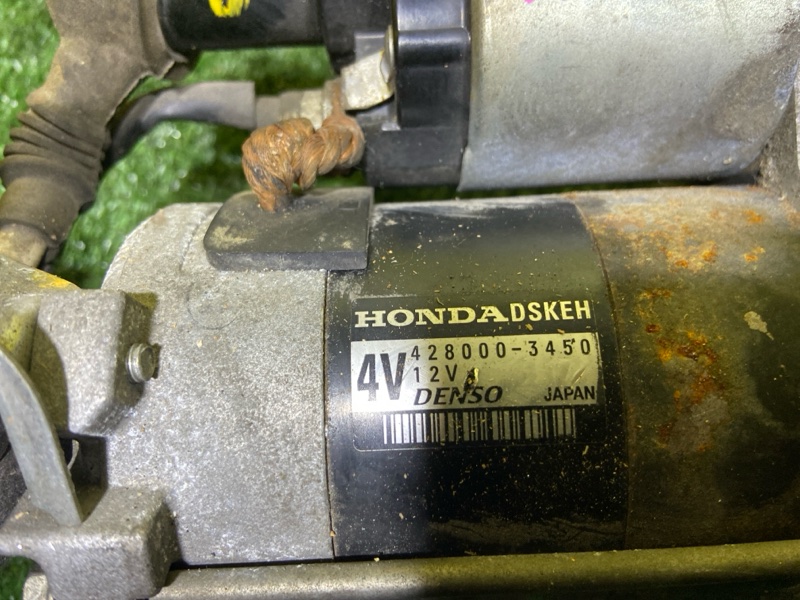 HONDA DSKEH
4V 428000-3450
12V
DENSO JAPAN